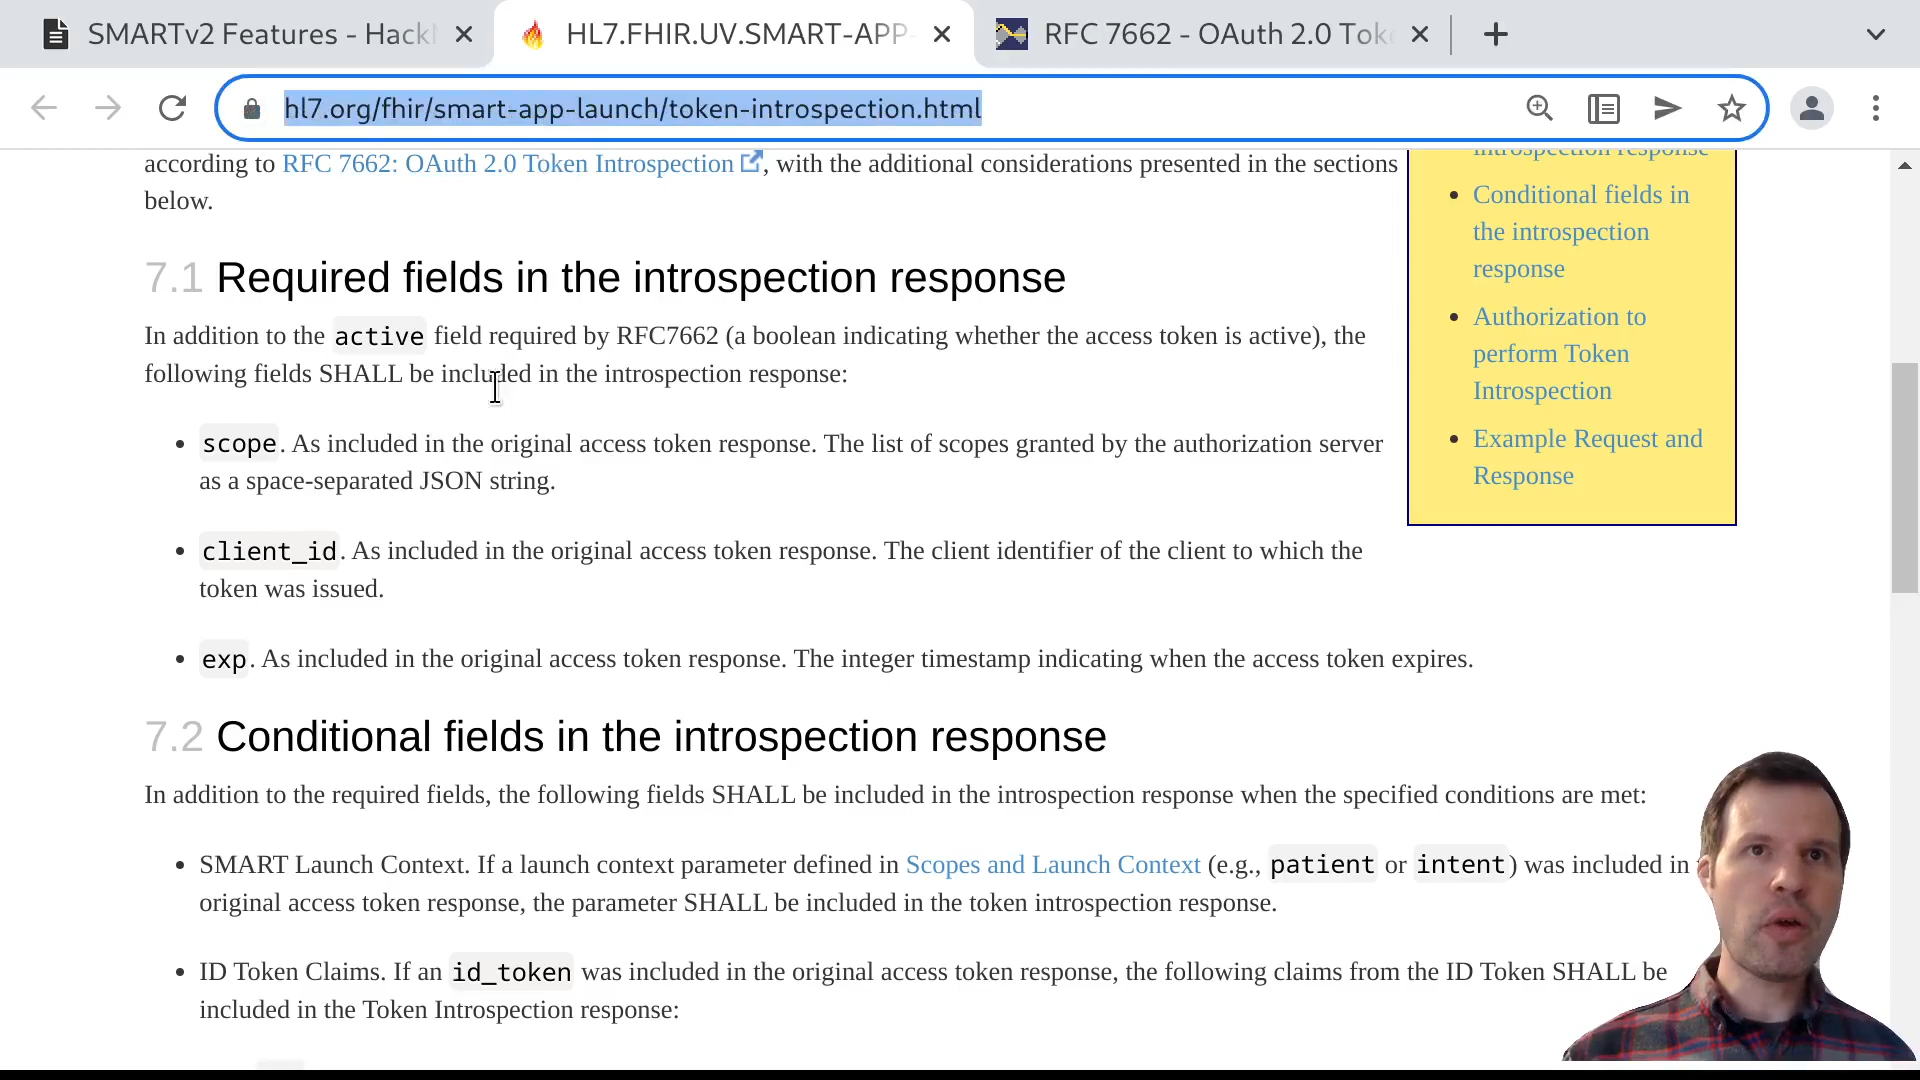 SMARTv2 Features - Hack
HL7.FHIR.UV.SMART-APP-
RFC 7662 - OAuth 2.0 Tok
hl7.org/fhir/smart-app-launch/token-introspection.html
according to RFC 7662: OAuth 2.0 Token Introspection , with the additional considerations presented in the sections
below.
7.1 Required fields in the introspection response
In addition to the active field required by RFC7662 (a boolean indicating whether the access token is active), the
following fields SHALL be included in the introspection response:
• scope. As included in the original access token response. The list of scopes granted by the authorization server
as a space-separated JSON string.
• client_id. As included in the original access token response. The client identifier of the client to which the
token was issued.
• exp. As included in the original access token response. The integer timestamp indicating when the access token expires.
7.2 Conditional fields in the introspection response
In addition to the required fields, the following fields SHALL be included in the introspection response when the specified conditions are met:
• SMART Launch Context. If a launch context parameter defined in Scopes and Launch Context (e.g., patient or intent) was included in
original access token response, the parameter SHALL be included in the token introspection response.
• ID Token Claims. If an id_token was included in the original access token response, the following claims from the ID Token SHALL be
included in the Token Introspection response:
introspection response
• Conditional fields in
the introspection
response
• Authorization to
perform Token
Introspection
• Example Request and
Response